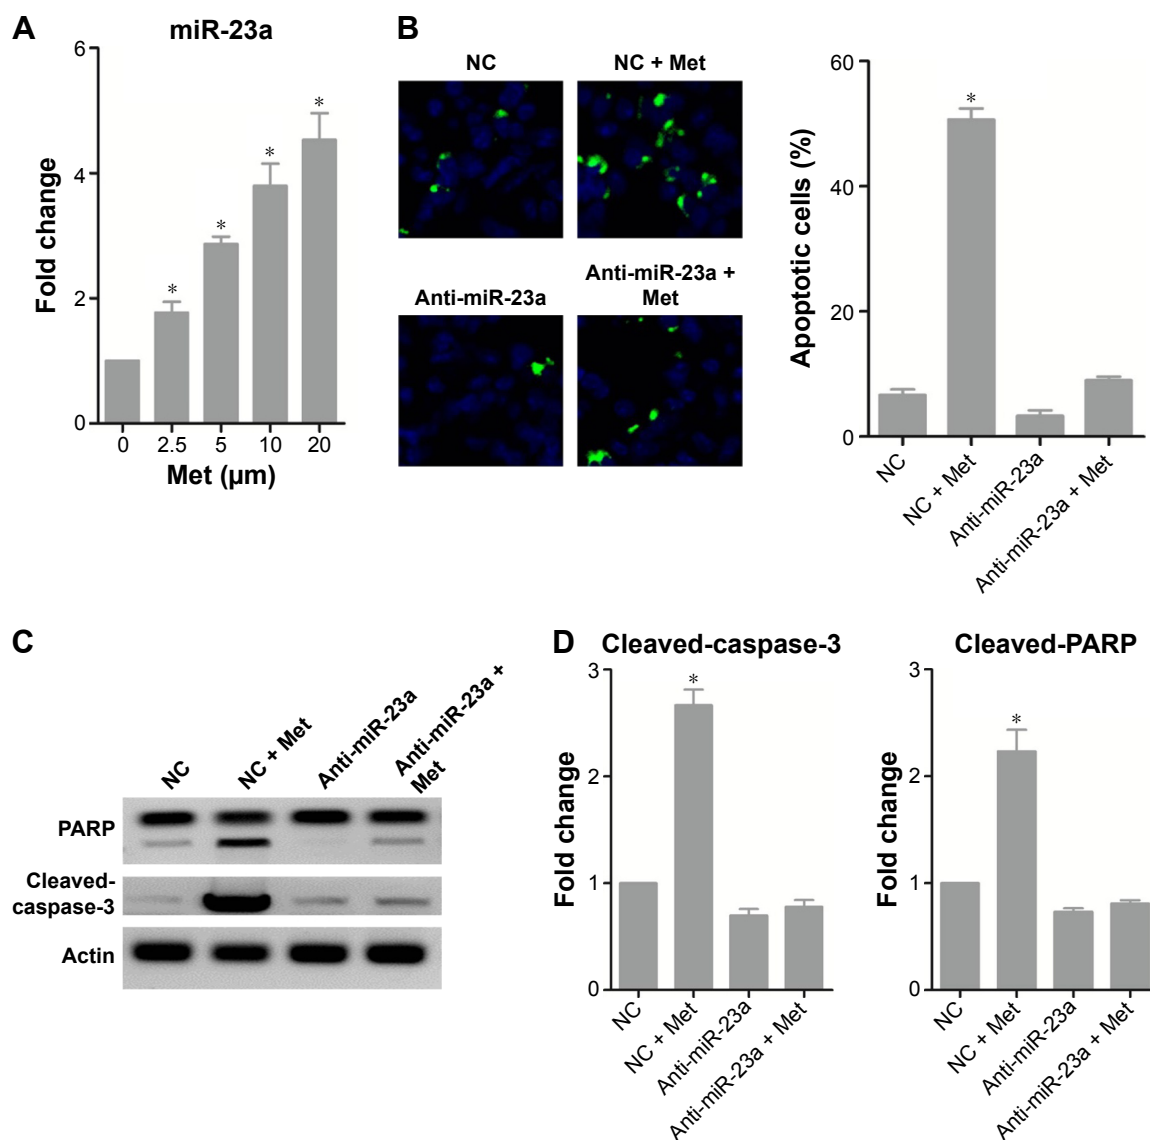 A
miR-23a
Fold change
6
4
2
0
*
*
*
*
0
2.5
5
10
20
Met (µm)
B
NC
NC + Met
Anti-miR-23a
Anti-miR-23a +
Met
Apoptotic cells (%)
60
40
20
0
*
NC
NC + Met
Anti-miR-23a
Anti-miR-23a + Met
C
NC
NC + Met
Anti-miR-23a
Anti-miR-23a +
Met
PARP
Cleaved-
caspase-3
Actin
D
Cleaved-caspase-3
Fold change
3
2
1
0
*
NC
NC + Met
Anti-miR-23a
Anti-miR-23a + Met
Cleaved-PARP
Fold change
3
2
1
0
*
NC
NC + Met
Anti-miR-23a
Anti-miR-23a + Met